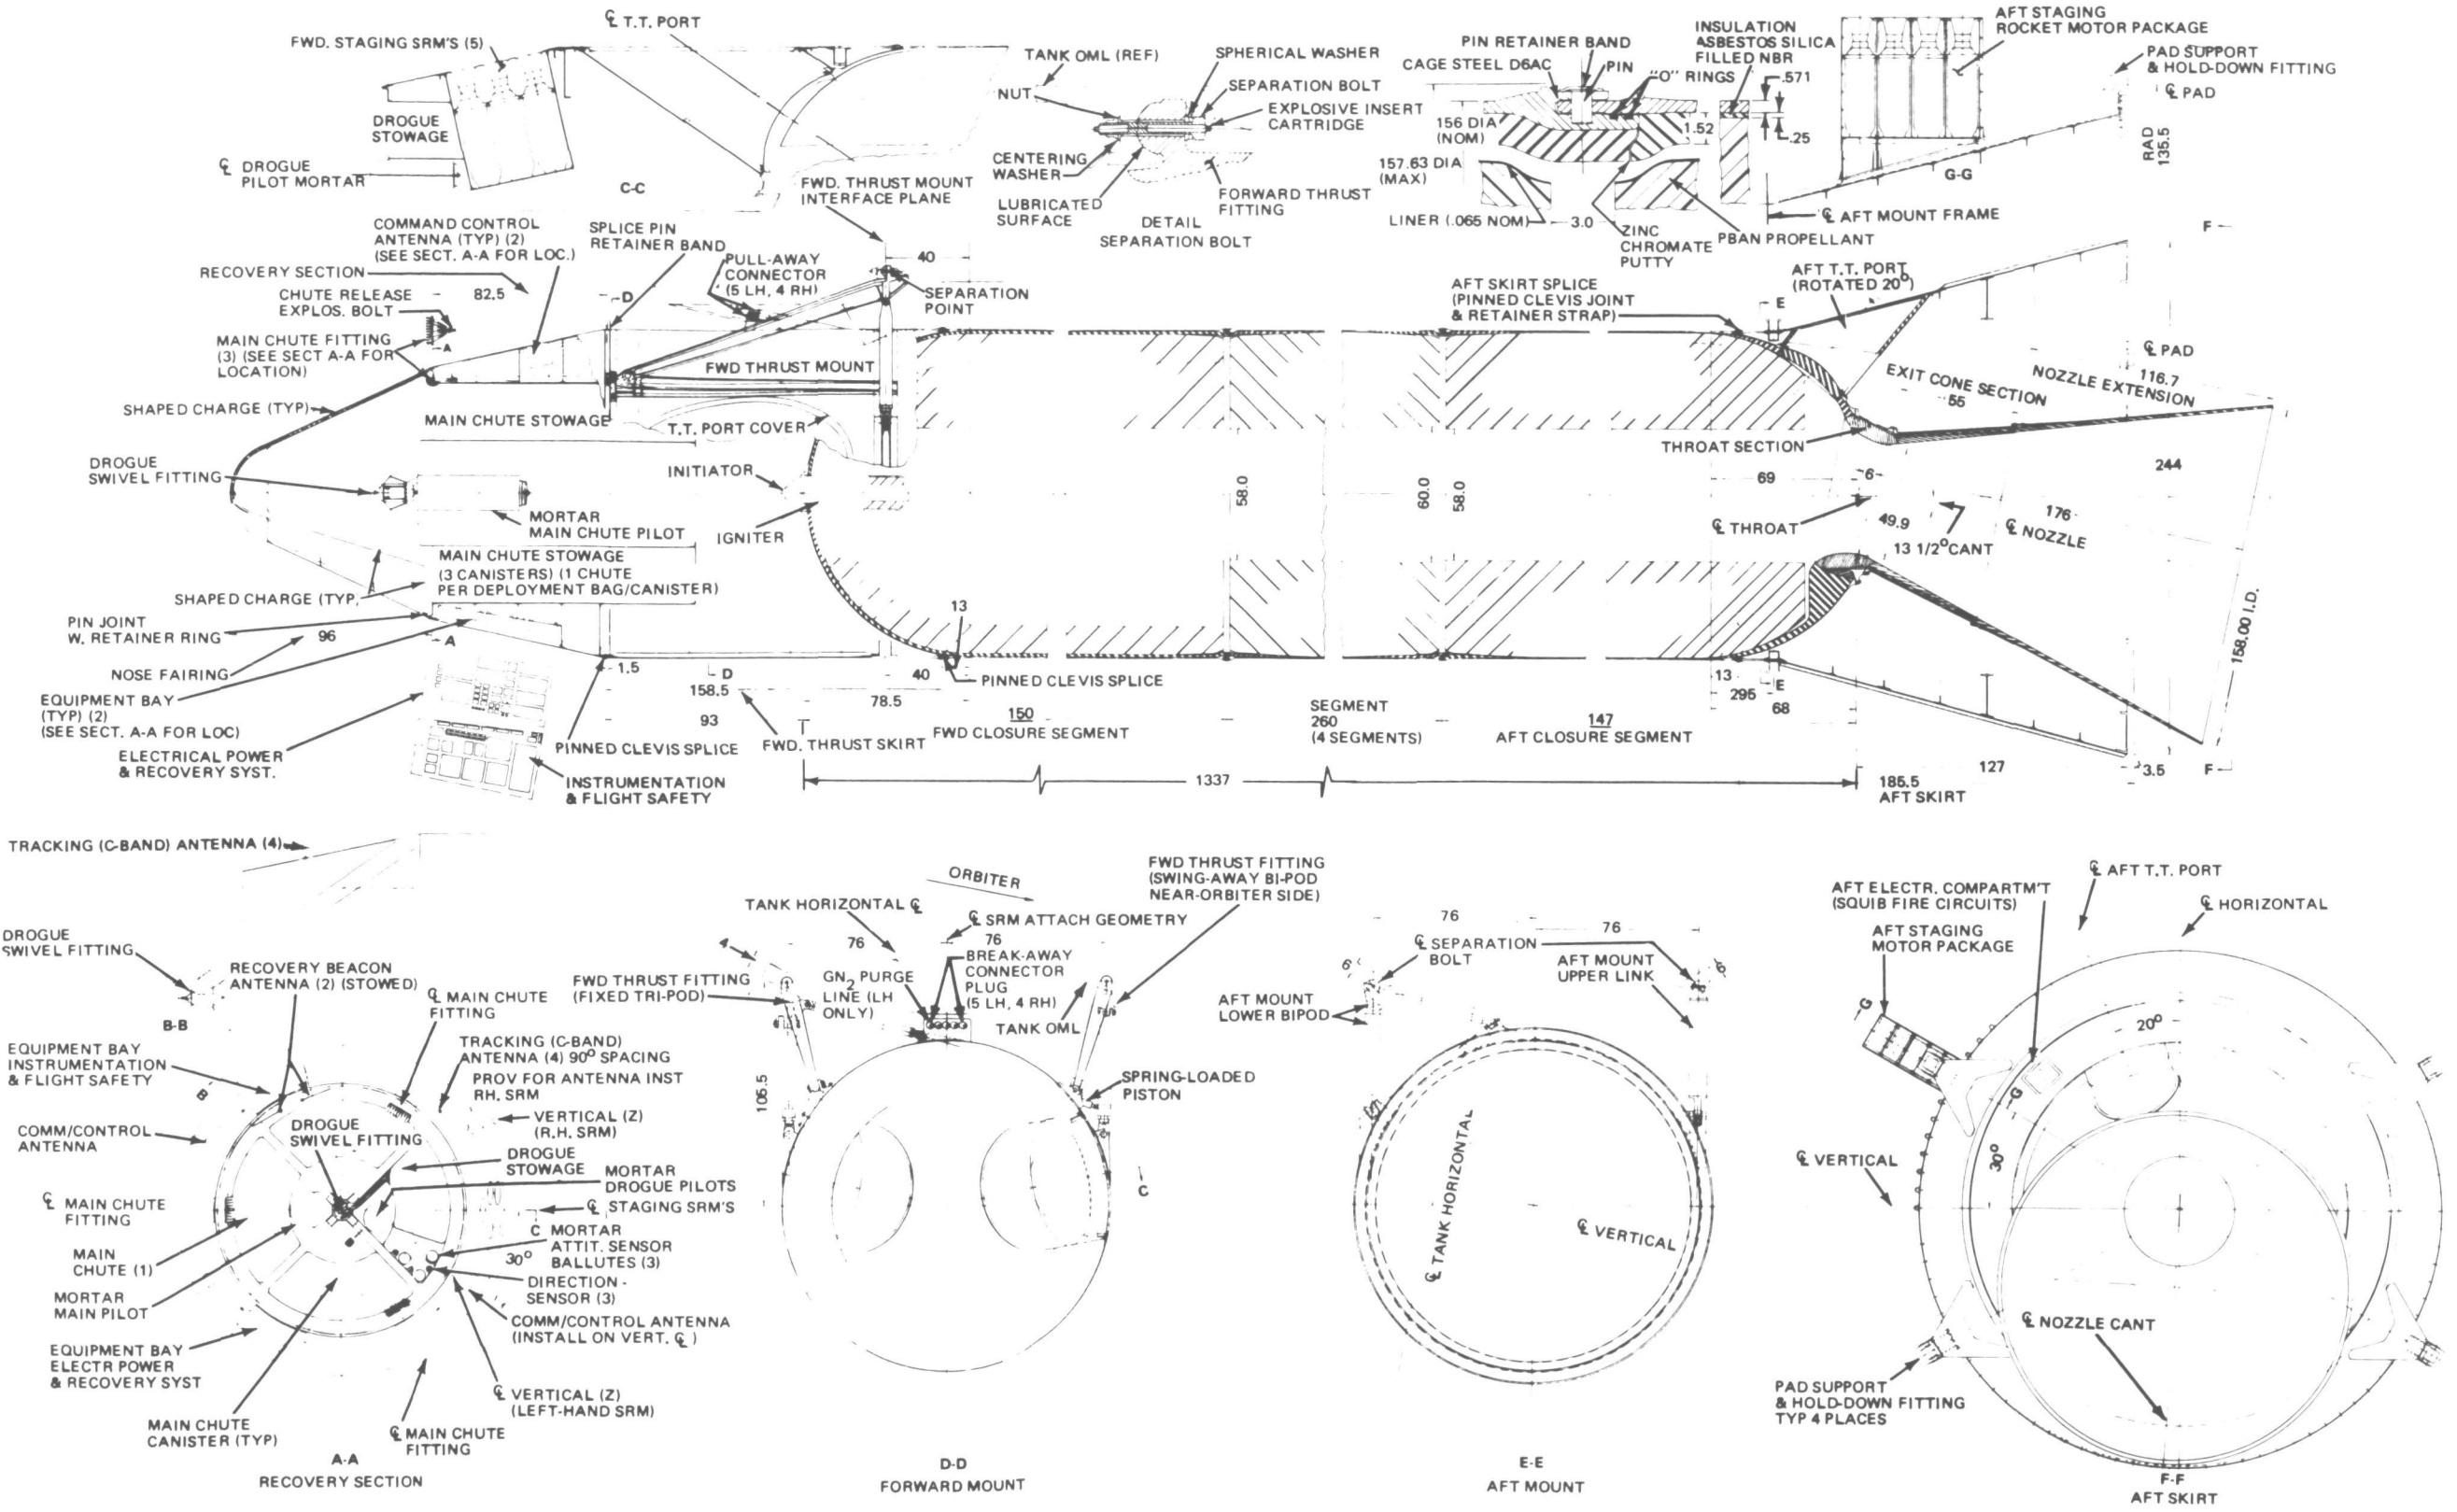 ℄ T.T. PORT
FWD. STAGING SRM'S (5)
DROGUE
STOWAGE
℄ DROGUE
PILOT MORTAR
C-C
TANK OML (REF)
NUT
SPHERICAL WASHER
SEPARATION BOLT
EXPLOSIVE INSERT
CARTRIDGE
CENTERING
WASHER
LUBRICATED
SURFACE
FORWARD THRUST
FITTING
DETAIL
SEPARATION BOLT
PIN RETAINER BAND
CAGE STEEL D6AC
PIN
"O" RINGS
INSULATION
ASBESTOS SILICA
FILLED NBR
.571
.25
1.52
156 DIA
(NOM)
157.63 DIA
(MAX)
LINER (.065 NOM)
3.0
ZINC
CHROMATE
PUTTY
PBAN PROPELLANT
AFT STAGING
ROCKET MOTOR PACKAGE
PAD SUPPORT
& HOLD-DOWN FITTING
℄ PAD
RAD
135.5
G-G
℄ AFT MOUNT FRAME
FWD. THRUST MOUNT
INTERFACE PLANE
COMMAND CONTROL
ANTENNA (TYP) (2)
(SEE SECT. A-A FOR LOC.)
SPLICE PIN
RETAINER BAND
RECOVERY SECTION
82.5
CHUTE RELEASE
EXPLOS. BOLT
D
PULL-AWAY
CONNECTOR
(5 LH, 4 RH)
40
SEPARATION
POINT
MAIN CHUTE FITTING
(3) (SEE SECT A-A FOR
LOCATION)
A
FWD THRUST MOUNT
SHAPED CHARGE (TYP)
MAIN CHUTE STOWAGE
T.T. PORT COVER
DROGUE
SWIVEL FITTING
INITIATOR
MORTAR
MAIN CHUTE PILOT
IGNITER
MAIN CHUTE STOWAGE
(3 CANISTERS) (1 CHUTE
PER DEPLOYMENT BAG/CANISTER)
SHAPED CHARGE (TYP
PIN JOINT
W. RETAINER RING
96
A
NOSE FAIRING
EQUIPMENT BAY
(TYP) (2)
(SEE SECT. A-A FOR LOC)
ELECTRICAL POWER
& RECOVERY SYST.
1.5
D
158.5
93
PINNED CLEVIS SPLICE
FWD. THRUST SKIRT
INSTRUMENTATION
& FLIGHT SAFETY
13
40
PINNED CLEVIS SPLICE
78.5
150
FWD CLOSURE SEGMENT
58.0
60.0
58.0
SEGMENT
260
(4 SEGMENTS)
147
AFT CLOSURE SEGMENT
1337
AFT SKIRT SPLICE
(PINNED CLEVIS JOINT
& RETAINER STRAP)
E
AFT T.T. PORT
(ROTATED 20°)
F
℄ PAD
116.7
EXIT CONE SECTION
55
NOZZLE EXTENSION
THROAT SECTION
69
6
244
℄ THROAT
49.9
13 1/2° CANT
176
℄ NOZZLE
158.00 I.D.
13
295
E
68
127
3.5
F
185.5
AFT SKIRT
TRACKING (C-BAND) ANTENNA (4)
DROGUE
SWIVEL FITTING
B-B
RECOVERY BEACON
ANTENNA (2) (STOWED)
℄ MAIN CHUTE
FITTING
EQUIPMENT BAY
INSTRUMENTATION
& FLIGHT SAFETY
B
TRACKING (C-BAND)
ANTENNA (4) 90° SPACING
PROV FOR ANTENNA INST
RH. SRM
COMM/CONTROL
ANTENNA
DROGUE
SWIVEL FITTING
VERTICAL (Z)
(R.H. SRM)
DROGUE
STOWAGE
MORTAR
DROGUE PILOTS
℄ MAIN CHUTE
FITTING
℄ STAGING SRM'S
MAIN
CHUTE (1)
C
MORTAR
ATTIT. SENSOR
BALLUTES (3)
30°
DIRECTION -
SENSOR (3)
MORTAR
MAIN PILOT
B
COMM/CONTROL ANTENNA
(INSTALL ON VERT. ℄ )
EQUIPMENT BAY
ELECTR POWER
& RECOVERY SYST
℄ VERTICAL (Z)
(LEFT-HAND SRM)
MAIN CHUTE
CANISTER (TYP)
℄ MAIN CHUTE
FITTING
A-A
RECOVERY SECTION
ORBITER
FWD THRUST FITTING
(SWING-AWAY BI-POD
NEAR-ORBITER SIDE)
TANK HORIZONTAL ℄
℄ SRM ATTACH GEOMETRY
4
76
76
FWD THRUST FITTING
(FIXED TRI-POD)
GN2 PURGE
LINE (LH
ONLY)
BREAK-AWAY
CONNECTOR
PLUG
(5 LH, 4 RH)
TANK OML
105.5
SPRING-LOADED
PISTON
C
D-D
FORWARD MOUNT
76
76
℄ SEPARATION
BOLT
AFT MOUNT
UPPER LINK
6
6
AFT MOUNT
LOWER BIPOD
℄ TANK HORIZONTAL
℄ VERTICAL
E-E
AFT MOUNT
℄ AFT T.T. PORT
AFT ELECTR. COMPARTM'T
(SQUIB FIRE CIRCUITS)
℄ HORIZONTAL
AFT STAGING
MOTOR PACKAGE
G
G
20°
30°
℄ VERTICAL
℄ NOZZLE CANT
PAD SUPPORT
& HOLD-DOWN FITTING
TYP 4 PLACES
F-F
AFT SKIRT